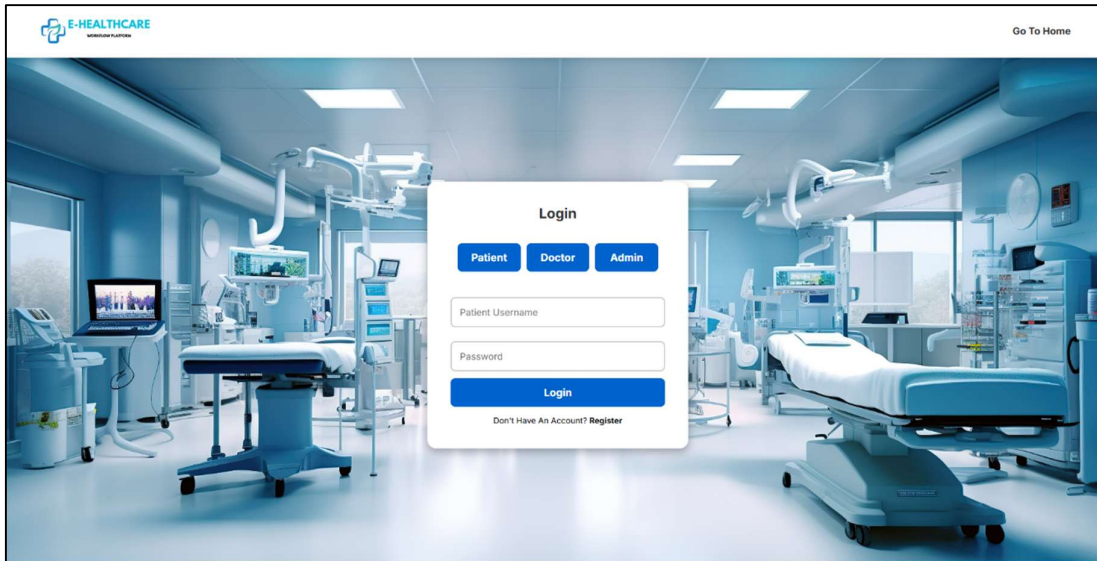 E-HEALTHCARE
WORKFLOW PLATFORM
Go To Home
Login
Patient Doctor Admin
Patient Username
Password
Login
Don't Have An Account? Register